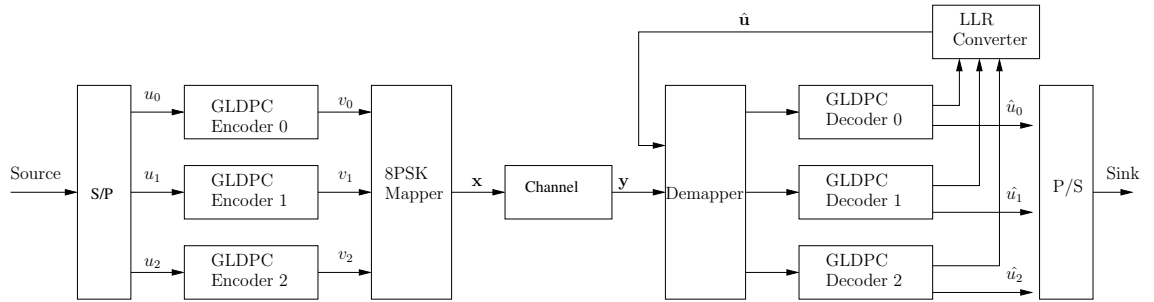 û
LLR
Converter
u₀
GLDPC
Encoder 0
v₀
GLDPC
Decoder 0
û₀
Source
S/P
u₁
GLDPC
Encoder 1
v₁
8PSK
Mapper
x
Channel
y
Demapper
GLDPC
Decoder 1
û₁
P/S
Sink
u₂
GLDPC
Encoder 2
v₂
GLDPC
Decoder 2
û₂